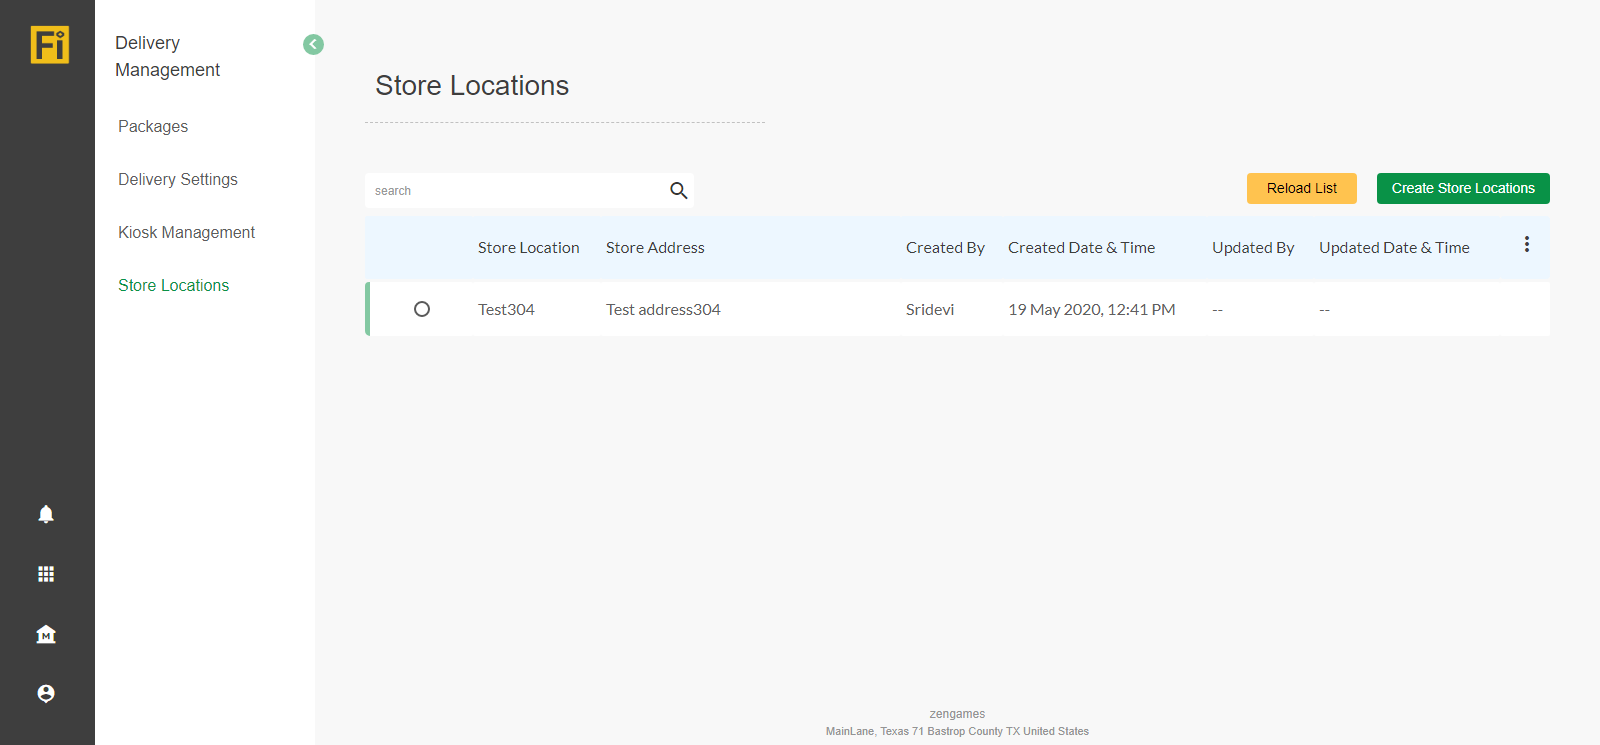 Fi
Delivery
Management
Packages
Delivery Settings
Kiosk Management
Store Locations
M
Store Locations
search
Reload List
Create Store Locations
Store Location Store Address Created By Created Date & Time Updated By Updated Date & Time
Test304 Test address304 Sridevi 19 May 2020, 12:41 PM -- --
zengames
MainLane, Texas 71 Bastrop County TX United States